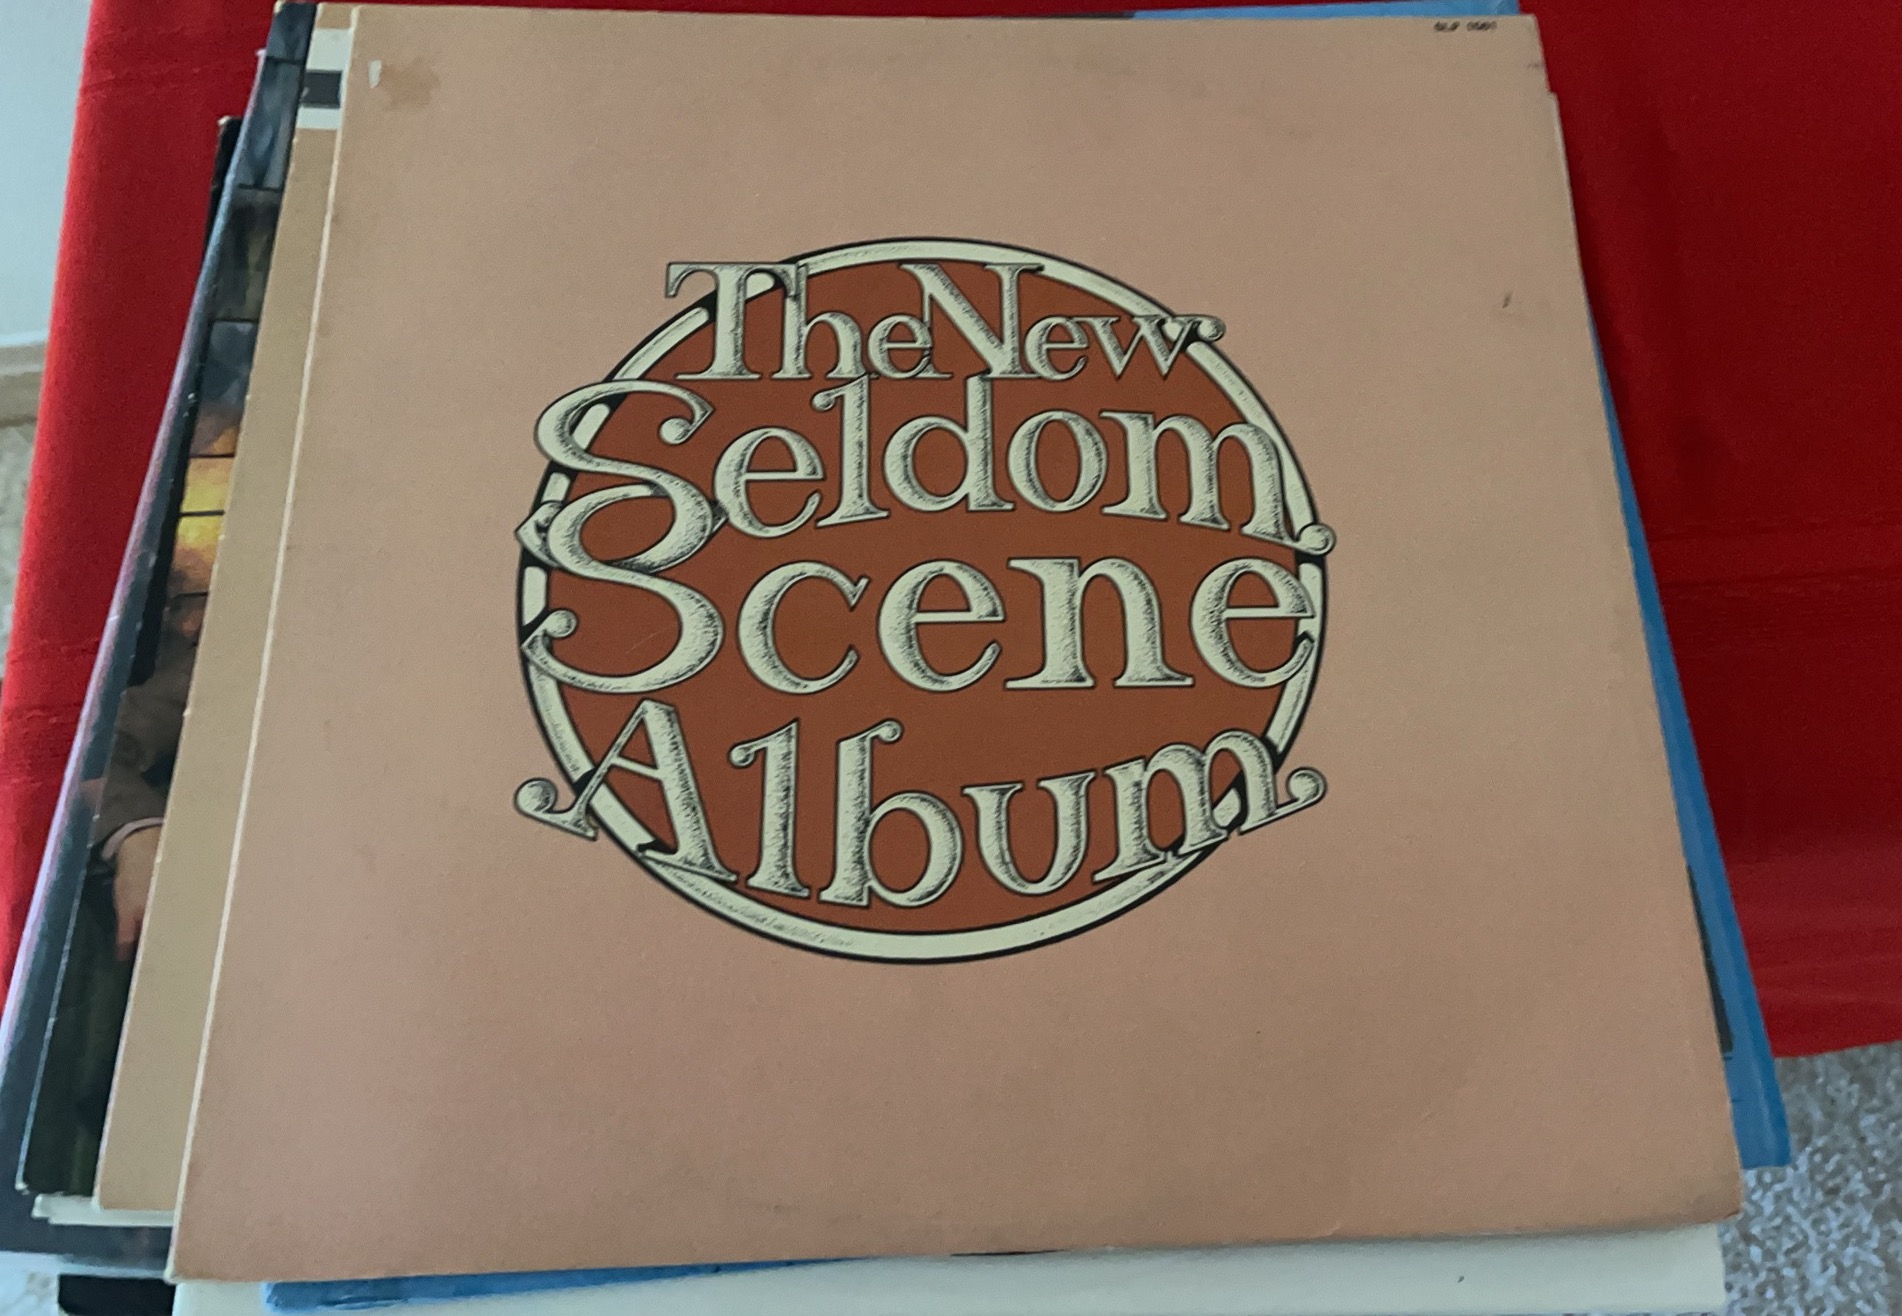 The New
Seldom
Scene
Album